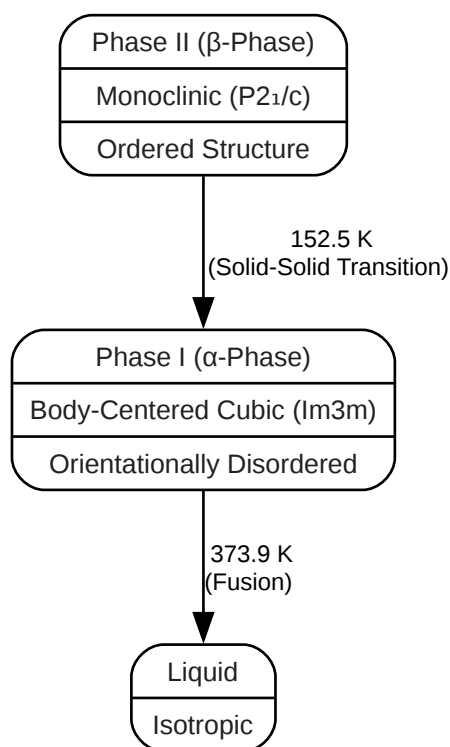 Phase II (β-Phase)
Monoclinic (P2₁/c)
Ordered Structure
152.5 K
(Solid-Solid Transition)
Phase I (α-Phase)
Body-Centered Cubic (Im3m)
Orientationally Disordered
373.9 K
(Fusion)
Liquid
Isotropic